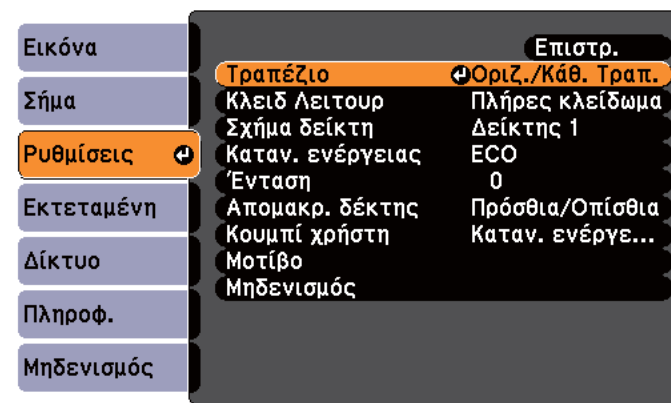 Εικόνα
Σήμα
Ρυθμίσεις
Εκτεταμένη
Δίκτυο
Πληροφ.
Μηδενισμός
Επιστρ.
Τραπέζιο Οριζ./Κάθ. Τραπ.
Κλειδ Λειτουρ Πλήρες κλείδωμα
Σχήμα δείκτη Δείκτης 1
Καταν. ενέργειας ECO
Ένταση 0
Απομακρ. δέκτης Πρόσθια/Οπίσθια
Κουμπί χρήστη Καταν. ενέργε...
Μοτίβο
Μηδενισμός